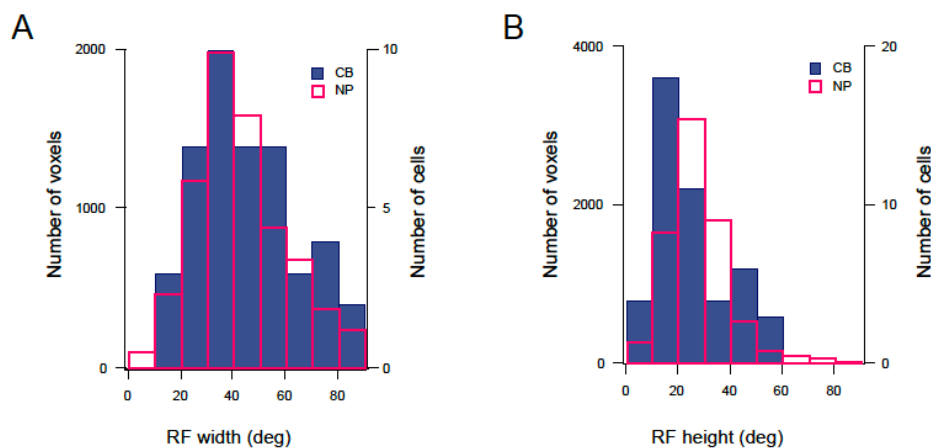 A
B
2000
1000
0
Number of voxels
10
5
0
Number of cells
CB
NP
0 20 40 60 80
RF width (deg)
4000
2000
0
Number of voxels
20
10
0
Number of cells
CB
NP
0 20 40 60 80
RF height (deg)